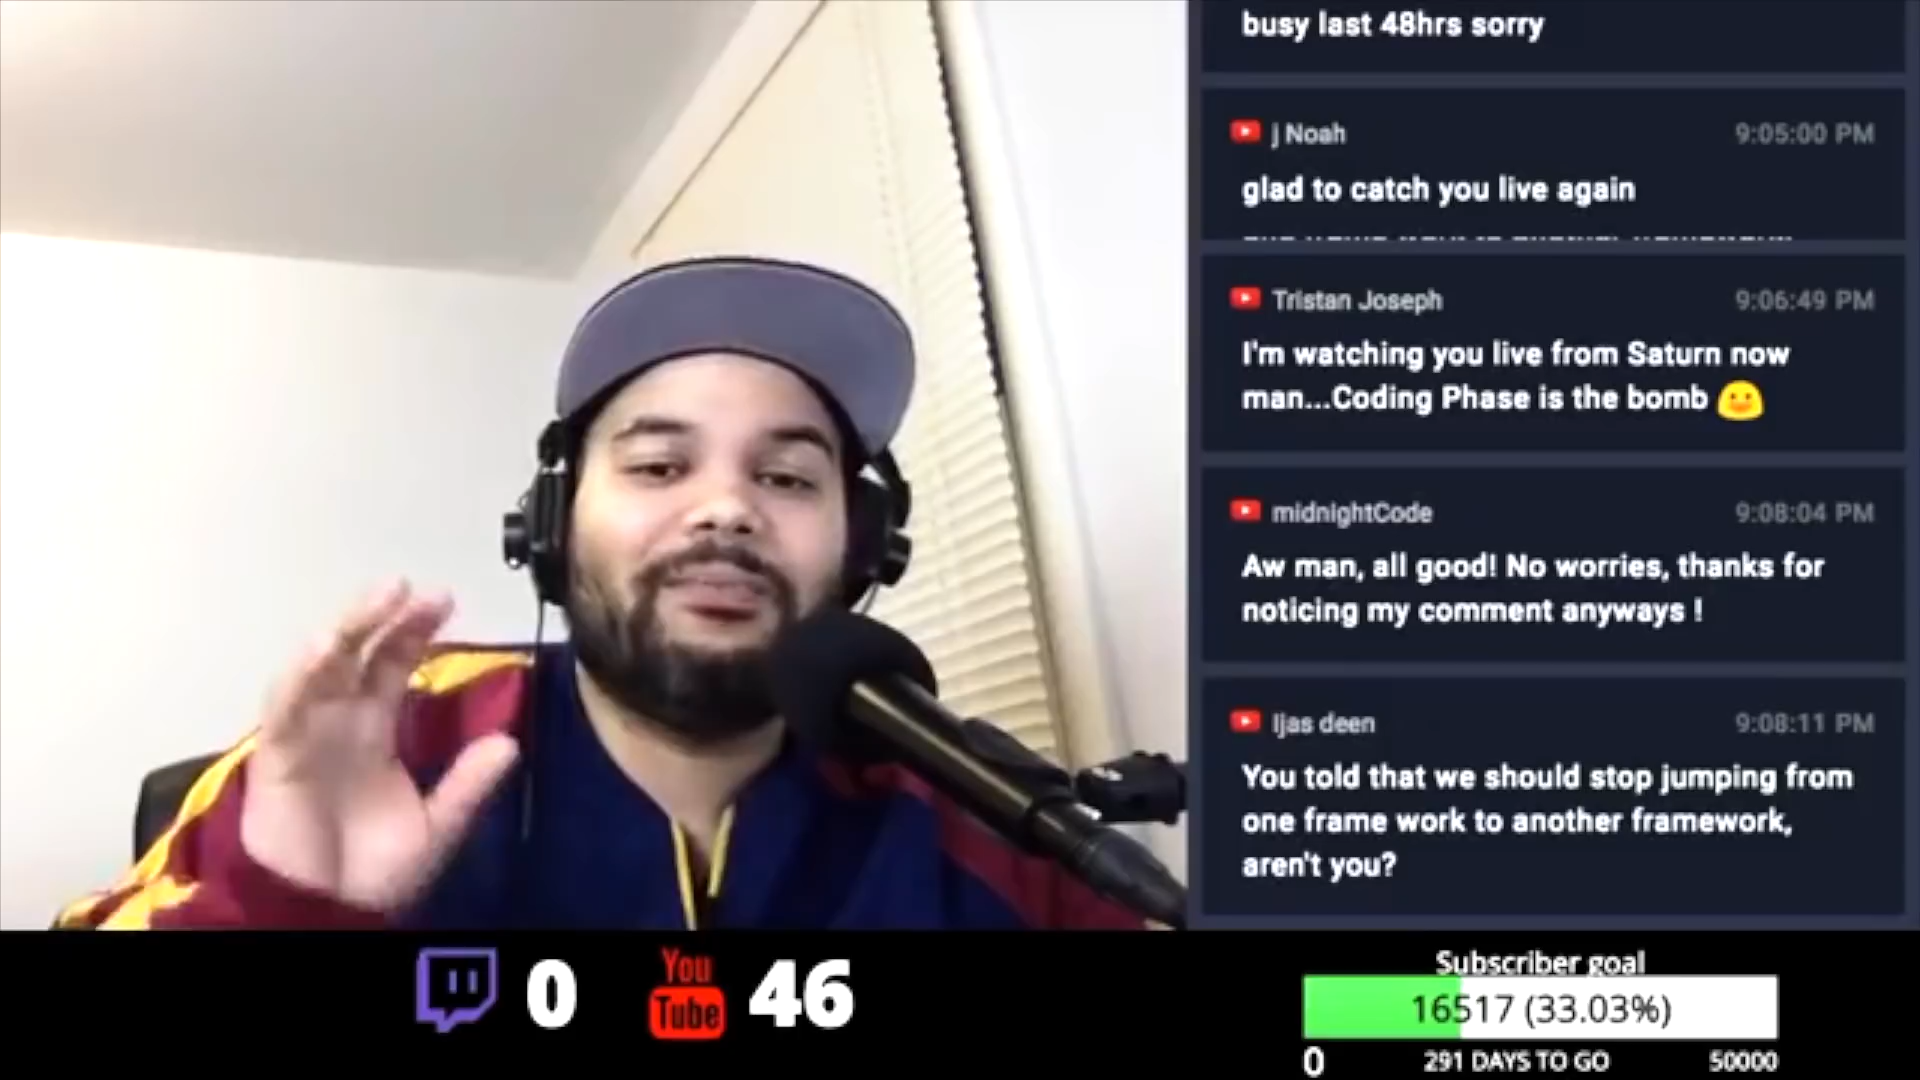 busy last 48hrs sorry
j Noah 9:05:00 PM
glad to catch you live again
Tristan Joseph 9:06:49 PM
I'm watching you live from Saturn now
man...Coding Phase is the bomb
midnightCode 9:08:04 PM
Aw man, all good! No worries, thanks for
noticing my comment anyways !
Ijas deen 9:08:11 PM
You told that we should stop jumping from
one frame work to another framework,
aren't you?
0
You
Tube
46
Subscriber goal
16517 (33.03%)
0 291 DAYS TO GO 50000